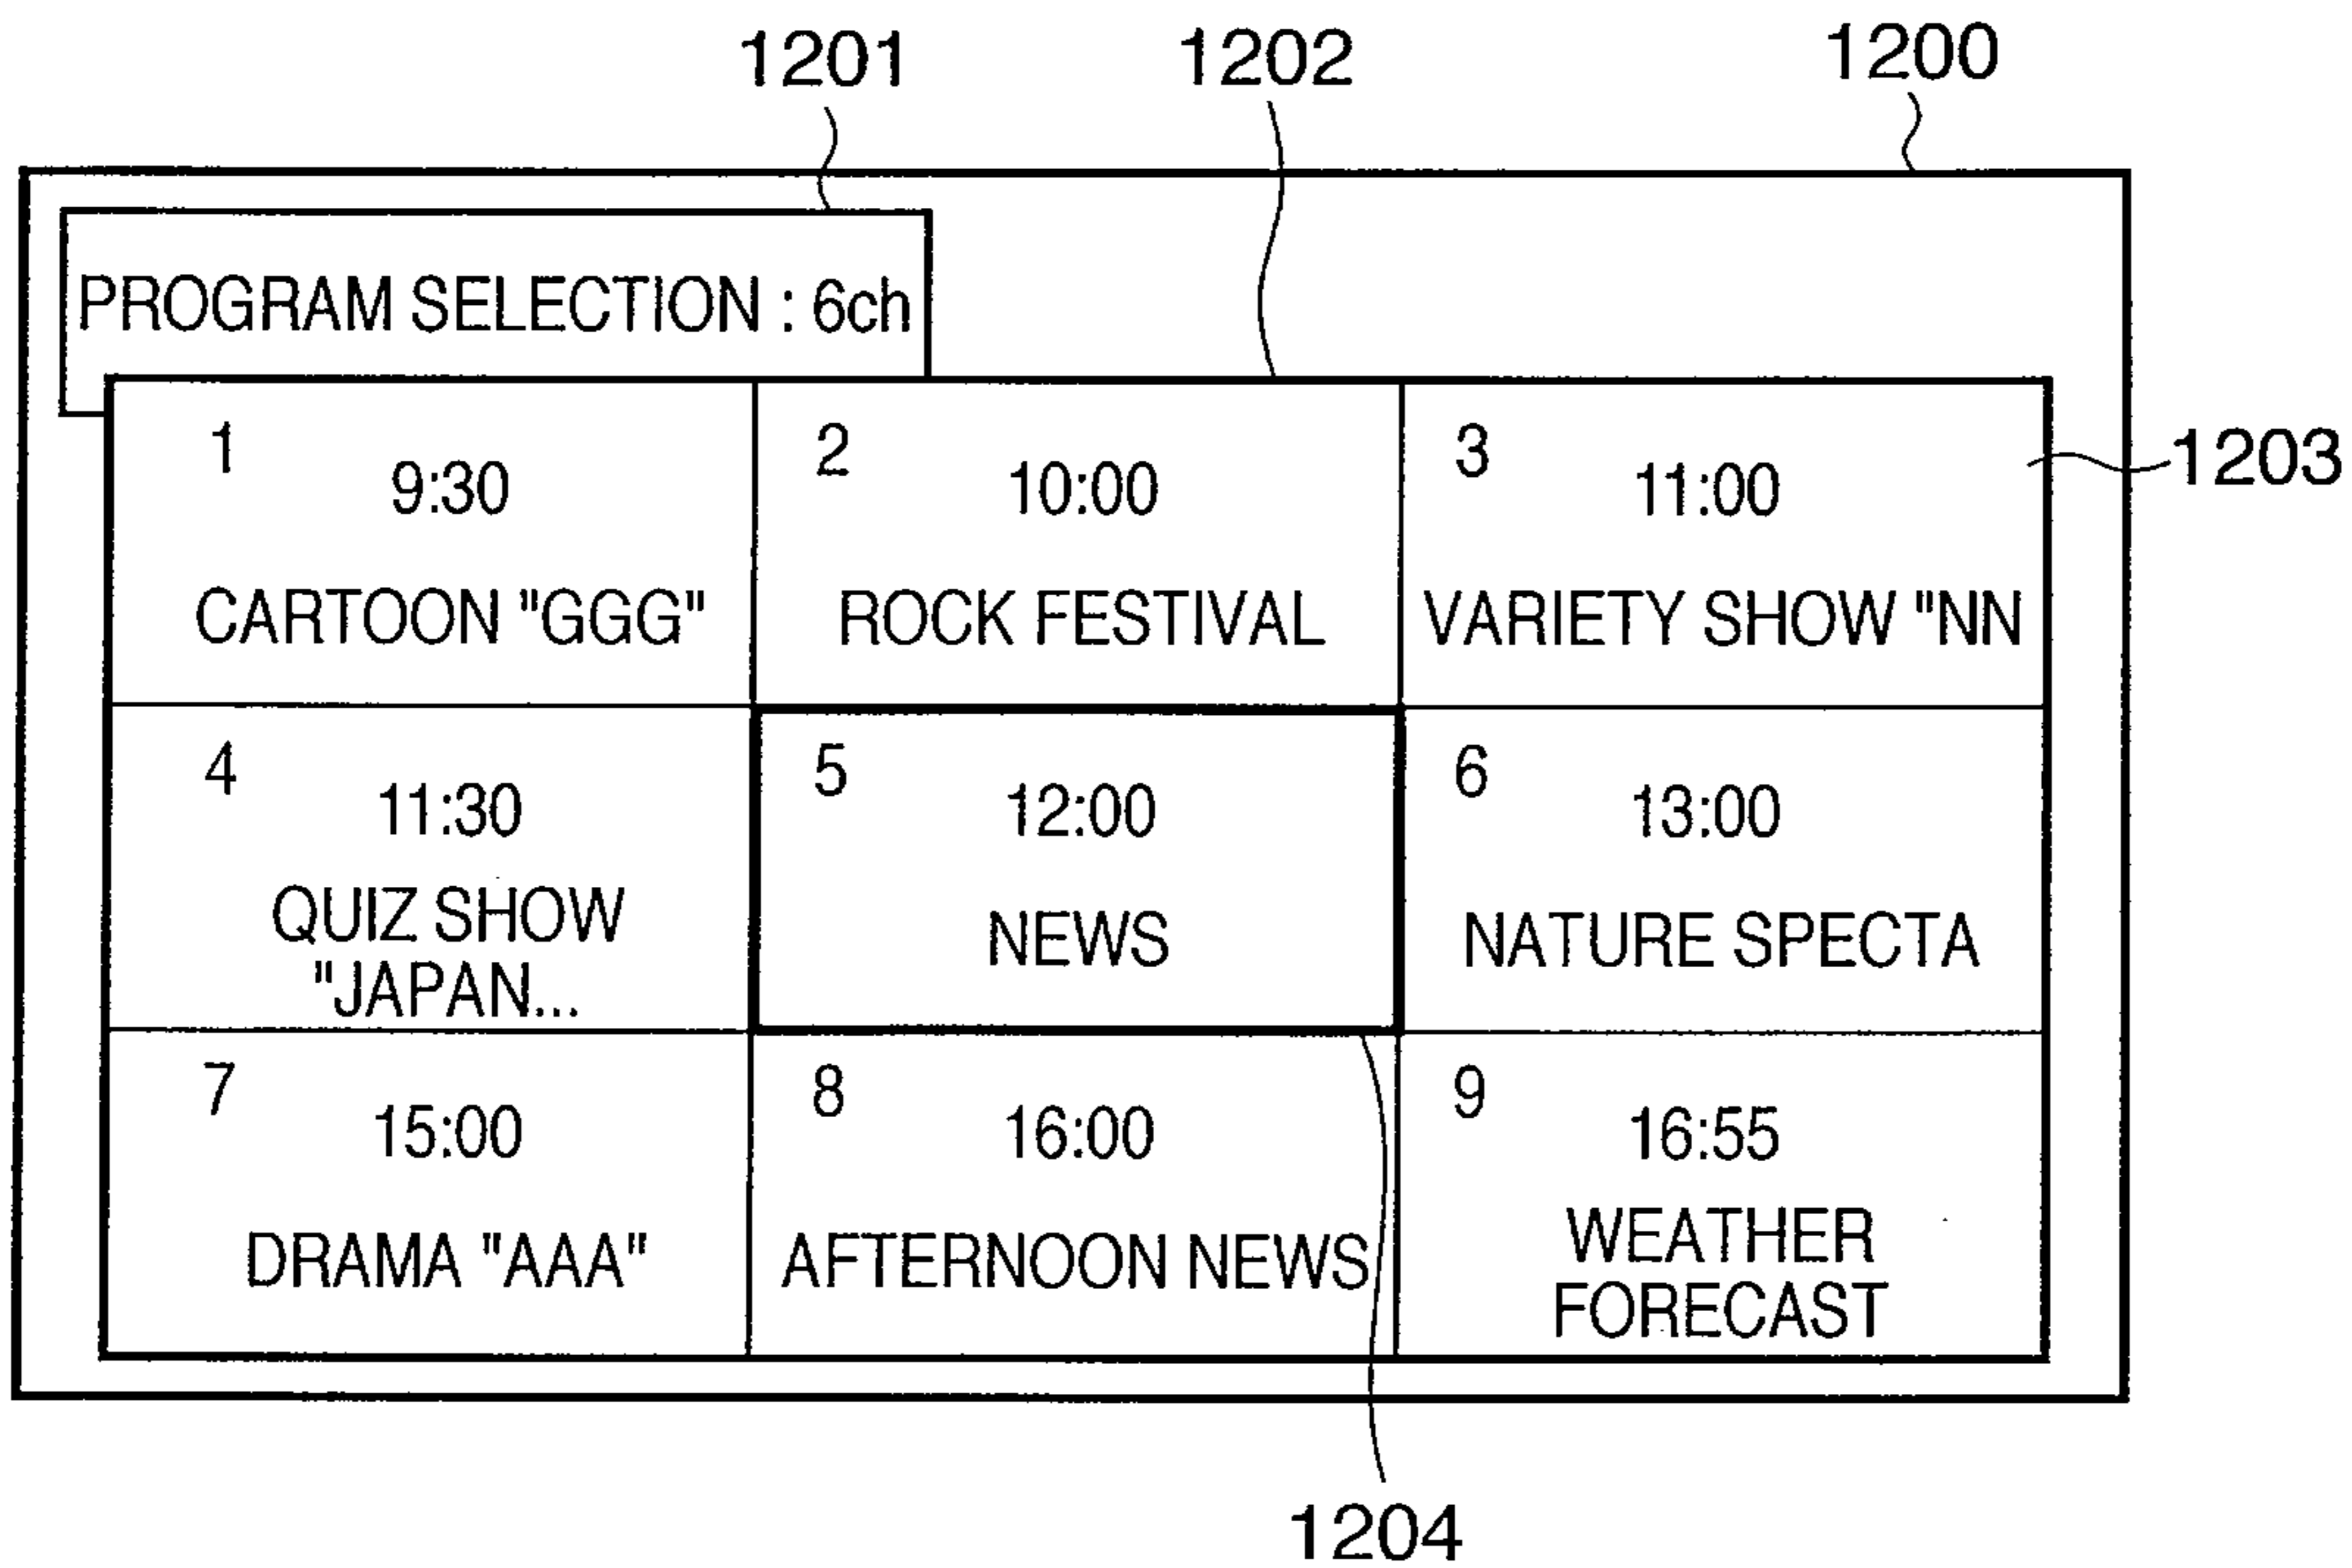 1201 1202 1200
PROGRAM SELECTION : 6ch
1 2 3 1203
9:30 10:00 11:00
CARTOON "GGG" ROCK FESTIVAL VARIETY SHOW "NN
4 5 6
11:30 12:00 13:00
QUIZ SHOW
"JAPAN... NEWS NATURE SPECTA
7 8 9
15:00 16:00 16:55
DRAMA "AAA" AFTERNOON NEWS WEATHER
FORECAST
1204